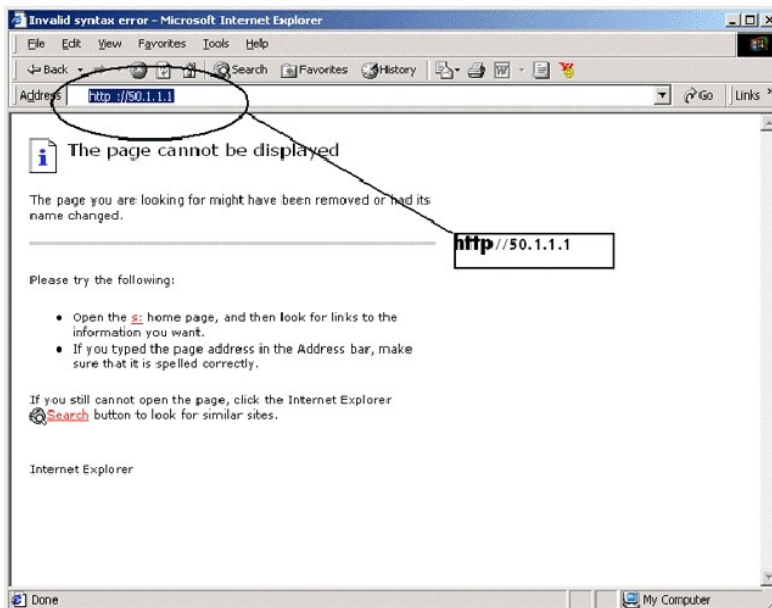 Invalid syntax error - Microsoft Internet Explorer
File Edit View Favorites Tools Help
Back Search Favorites History
Address http ://50.1.1.1 Go Links »
The page cannot be displayed
The page you are looking for might have been removed or had its
name changed.
http//50.1.1.1
Please try the following:
• Open the s: home page, and then look for links to the
information you want.
• If you typed the page address in the Address bar, make
sure that it is spelled correctly.
If you still cannot open the page, click the Internet Explorer
Search button to look for similar sites.
Internet Explorer
Done My Computer